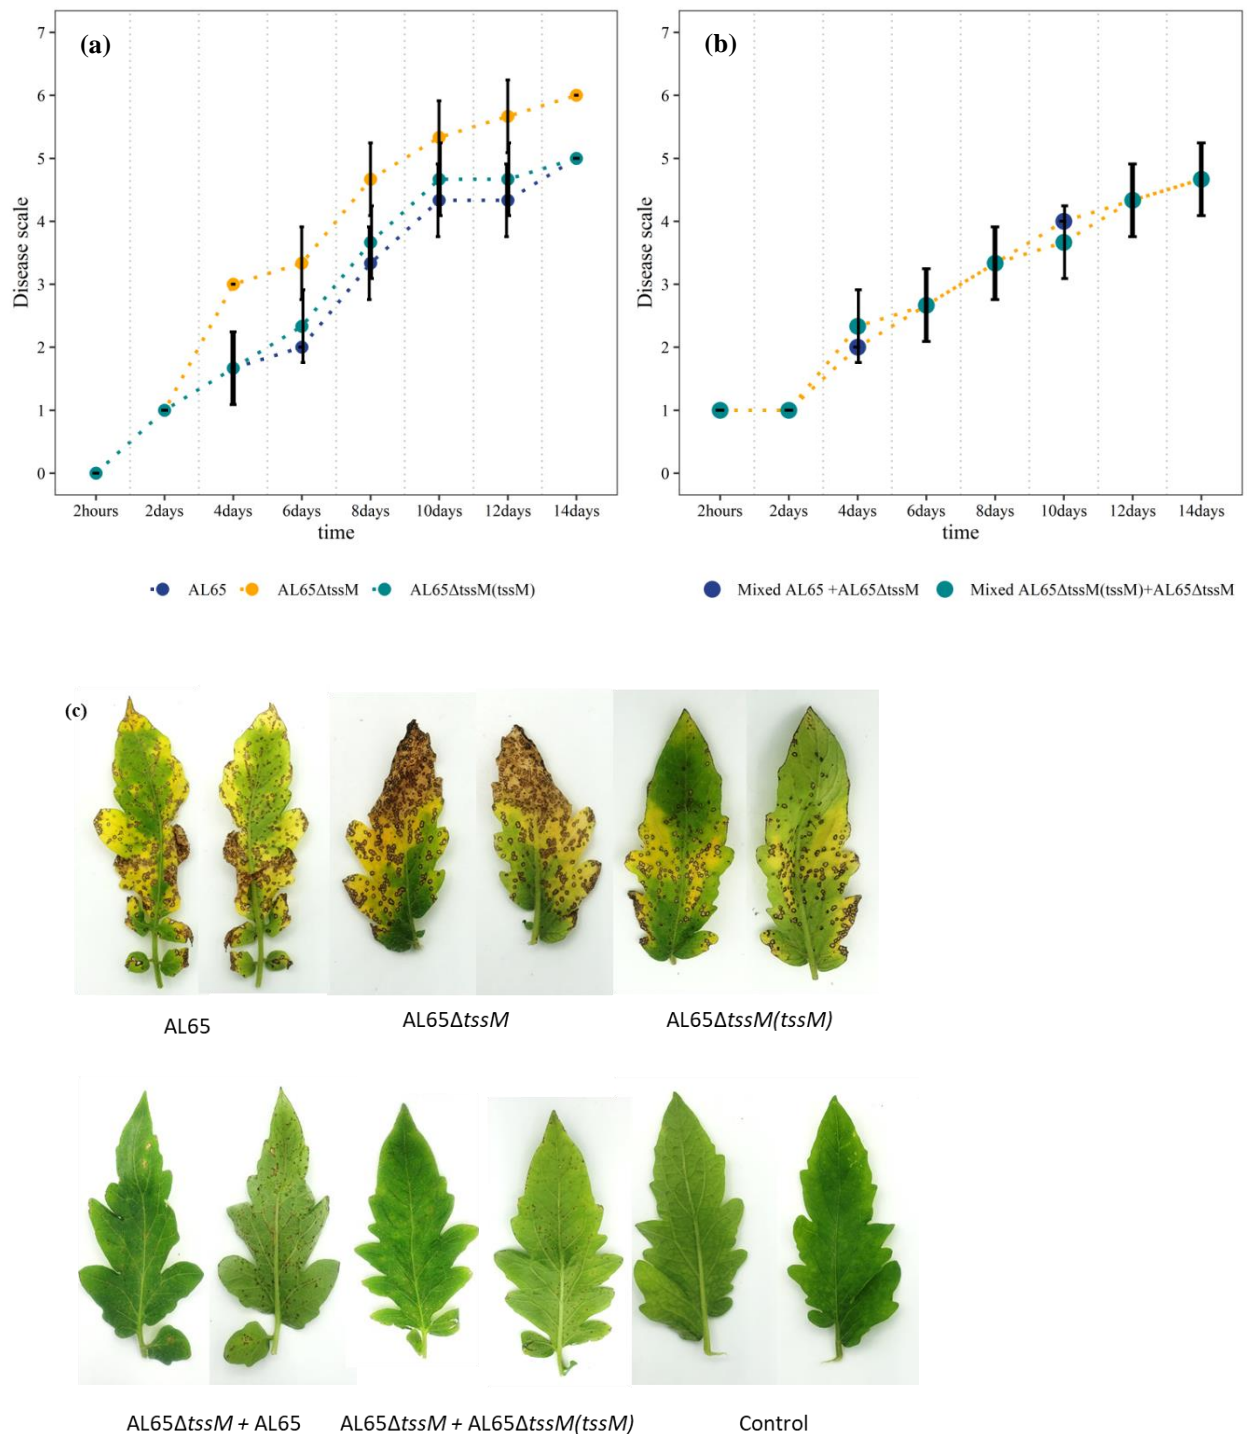 (a)
7
6
5
4
3
2
1
0
Disease scale
2hours 2days 4days 6days 8days 10days 12days 14days
time
AL65 AL65ΔtssM AL65ΔtssM(tssM)
(b)
7
6
5
4
3
2
1
0
Disease scale
2hours 2days 4days 6days 8days 10days 12days 14days
time
Mixed AL65 +AL65ΔtssM Mixed AL65ΔtssM(tssM)+AL65ΔtssM
(c)
AL65 AL65ΔtssM AL65ΔtssM(tssM)
AL65ΔtssM + AL65 AL65ΔtssM + AL65ΔtssM(tssM) Control